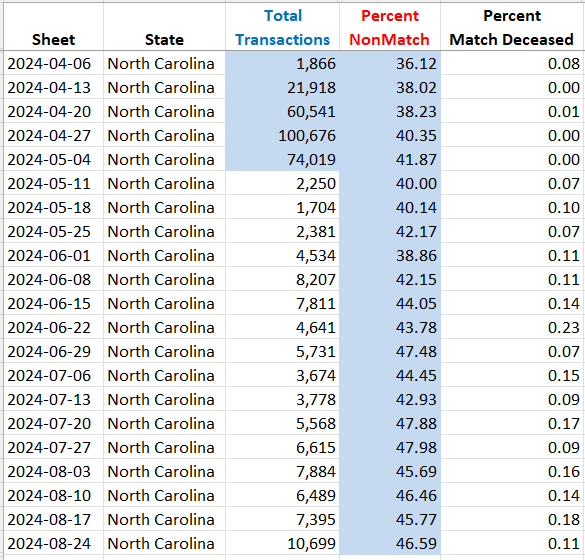 Total Percent Percent
Sheet State Transactions NonMatch Match Deceased
2024-04-06 North Carolina 1,866 36.12 0.08
2024-04-13 North Carolina 21,918 38.02 0.00
2024-04-20 North Carolina 60,541 38.23 0.01
2024-04-27 North Carolina 100,676 40.35 0.00
2024-05-04 North Carolina 74,019 41.87 0.00
2024-05-11 North Carolina 2,250 40.00 0.07
2024-05-18 North Carolina 1,704 40.14 0.10
2024-05-25 North Carolina 2,381 42.17 0.07
2024-06-01 North Carolina 4,534 38.86 0.11
2024-06-08 North Carolina 8,207 42.15 0.11
2024-06-15 North Carolina 7,811 44.05 0.14
2024-06-22 North Carolina 4,641 43.78 0.23
2024-06-29 North Carolina 5,731 47.48 0.07
2024-07-06 North Carolina 3,674 44.45 0.15
2024-07-13 North Carolina 3,778 42.93 0.09
2024-07-20 North Carolina 5,568 47.88 0.17
2024-07-27 North Carolina 6,615 47.98 0.09
2024-08-03 North Carolina 7,884 45.69 0.16
2024-08-10 North Carolina 6,489 46.46 0.14
2024-08-17 North Carolina 7,395 45.77 0.18
2024-08-24 North Carolina 10,699 46.59 0.11